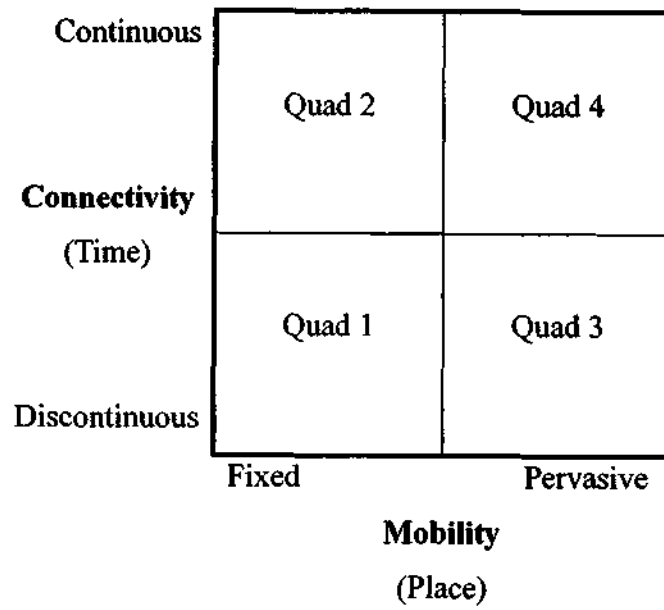 Continuous
Quad 2 Quad 4
Connectivity
(Time)
Quad 1 Quad 3
Discontinuous
Fixed Pervasive
Mobility
(Place)